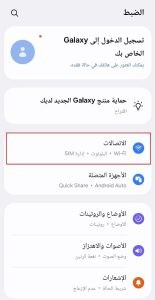 الضبط
تسجيل الدخول إلى Galaxy
الخاص بك
حماية منتج Galaxy الجديد لديك
اقتراح
الاتصالات
Wi-Fi • البلوتوث • إدارة SIM
الأجهزة المتصلة
Quick Share • Android Auto
الأوضاع والروتينات
الأوضاع • روتينات
الأصوات والاهتزاز
وضع الصوت • نغمة الرنين
الإشعارات
شريط الحالة • عدم الإزعاج